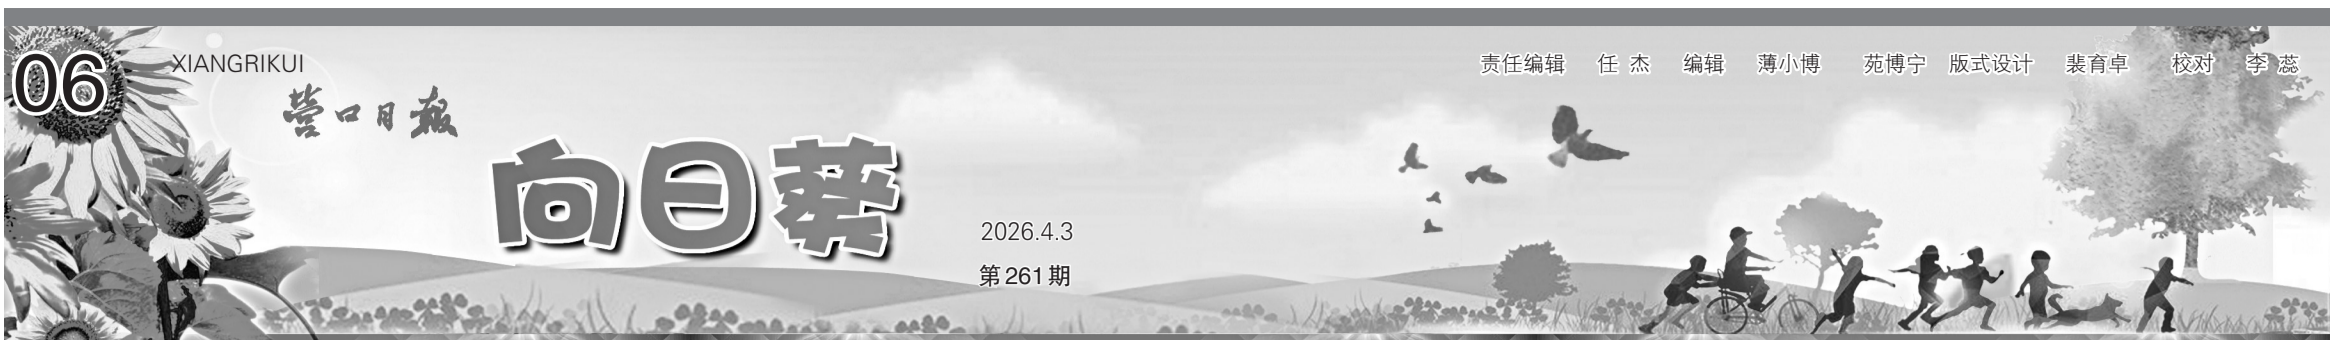 06
XIANGRIKUI
责任编辑 任 杰 编辑 薄小博 苑博宁 版式设计 裴育卓 校对 李 蕊
营口日报
向日葵
2026.4.3
第261期